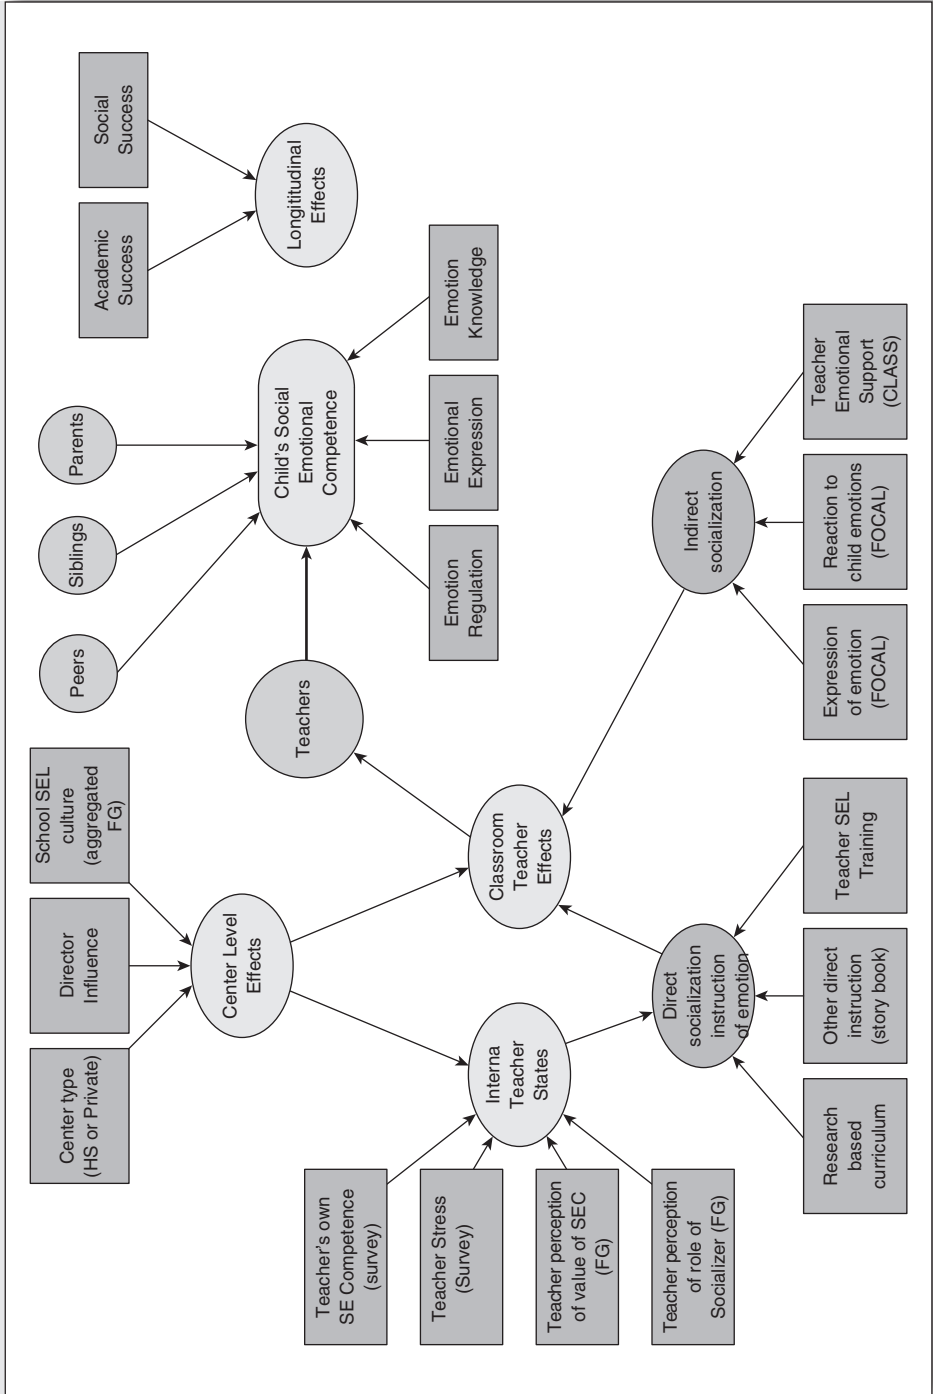 Center type
(HS or Private)
Director
Influence
School SEL
culture
(aggregated
FG)
Peers
Siblings
Parents
Academic
Success
Social
Success
Center Level
Effects
Teachers
Child's Social
Emotional
Competence
Longititudinal
Effects
Teacher's own
SE Competence
(survey)
Teacher Stress
(Survey)
Teacher perception
of value of SEC
(FG)
Teacher perception
of role of
Socializer (FG)
Interna
Teacher
States
Classroom
Teacher
Effects
Emotion
Regulation
Emotional
Expression
Emotion
Knowledge
Direct
socialization
instruction
of emotion
Indirect
socialization
Research
based
curriculum
Other direct
instruction
(story book)
Teacher SEL
Training
Expression
of emotion
(FOCAL)
Reaction to
child emotions
(FOCAL)
Teacher
Emotional
Support
(CLASS)